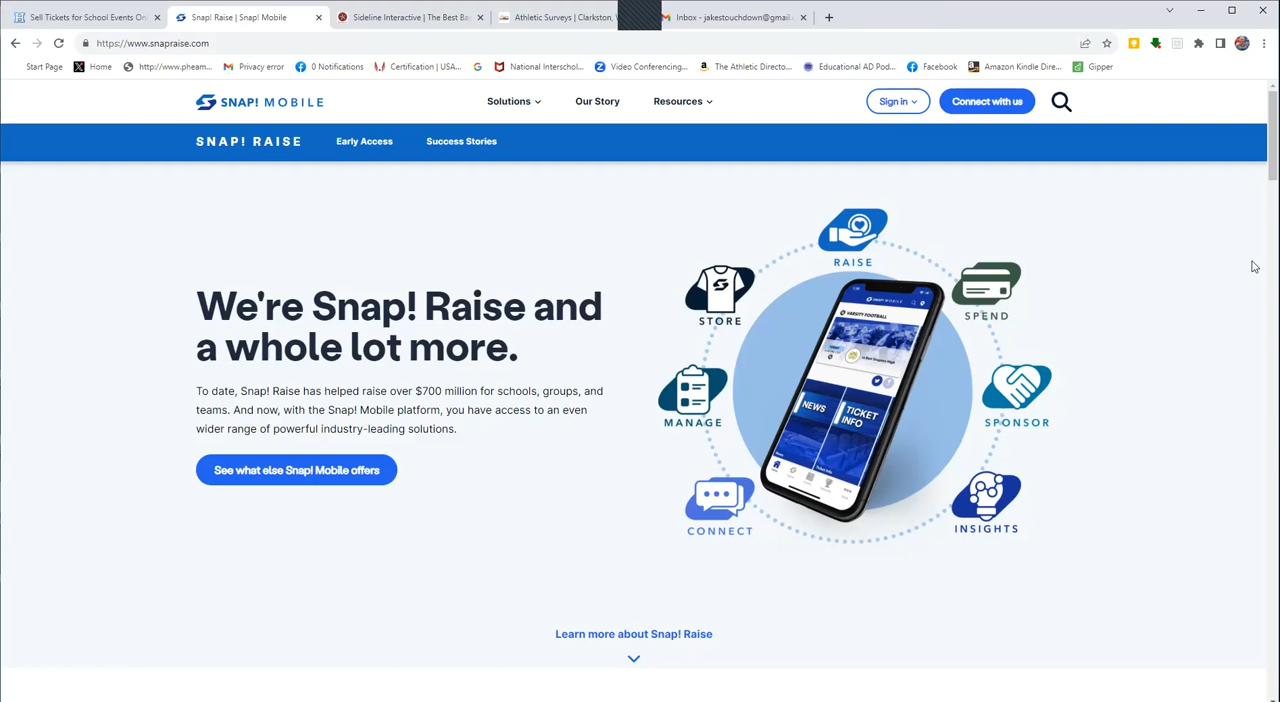 Sell Tickets for School Events On
Snap! Raise | Snap! Mobile
Sideline Interactive | The Best Ba
Athletic Surveys | Clarkston,
Inbox - jakestouchdown@gmail.
https://www.snapraise.com
Start Page
Home
http://www.pheam...
Privacy error
0 Notifications
Certification | USA...
National Interschol...
Video Conferencing...
The Athletic Directo...
Educational AD Pod...
Facebook
Amazon Kindle Dire...
Gipper
SNAP! MOBILE
Solutions
Our Story
Resources
Sign in
Connect with us
SNAP! RAISE
Early Access
Success Stories
We're Snap! Raise and
a whole lot more.
To date, Snap! Raise has helped raise over $700 million for schools, groups, and
teams. And now, with the Snap! Mobile platform, you have access to an even
wider range of powerful industry-leading solutions.
See what else Snap! Mobile offers
RAISE
STORE
SPEND
MANAGE
SPONSOR
CONNECT
INSIGHTS
SNAP! MOBILE
VARSITY FOOTBALL
NEWS
TICKET
INFO
Learn more about Snap! Raise